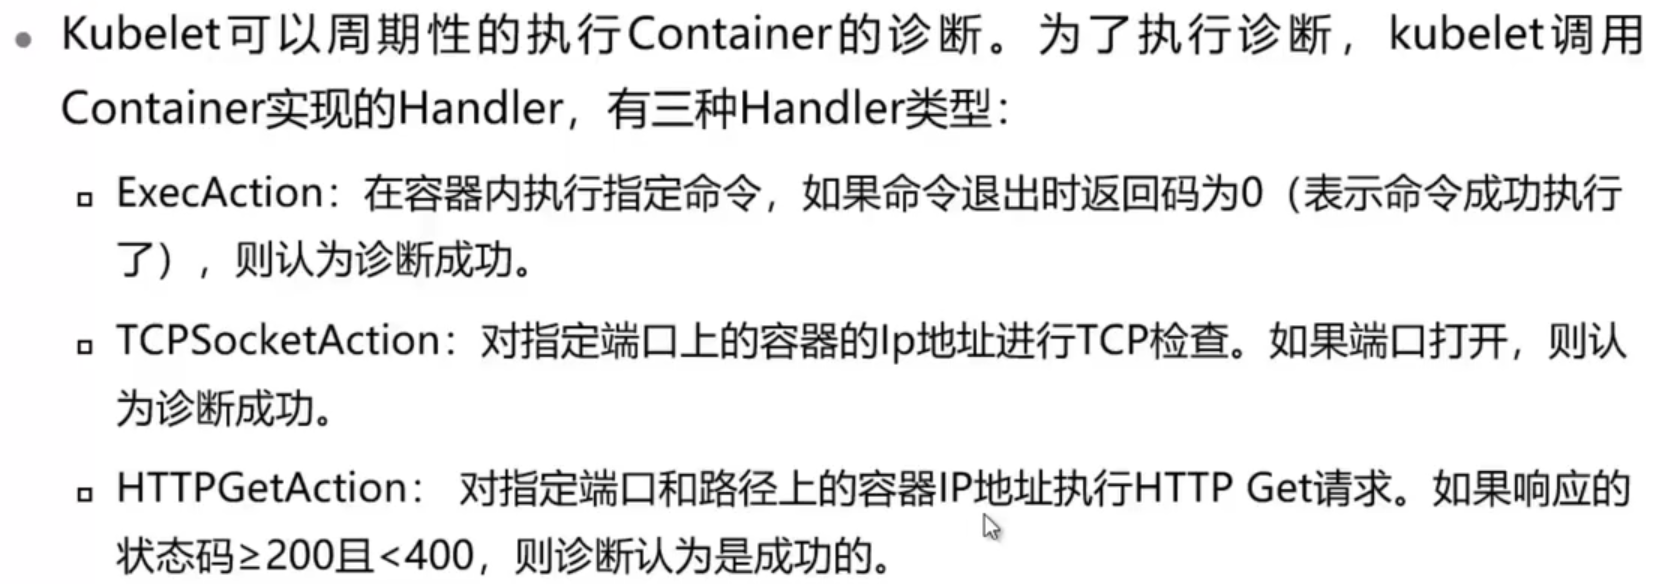 Kubelet可以周期性的执行Container的诊断。为了执行诊断，kubelet调用
Container实现的Handler，有三种Handler类型：
ExecAction：在容器内执行指定命令，如果命令退出时返回码为0（表示命令成功执行
了），则认为诊断成功。
TCPSocketAction：对指定端口上的容器的Ip地址进行TCP检查。如果端口打开，则认
为诊断成功。
HTTPGetAction： 对指定端口和路径上的容器IP地址执行HTTP Get请求。如果响应的
状态码≥200且<400，则诊断认为是成功的。